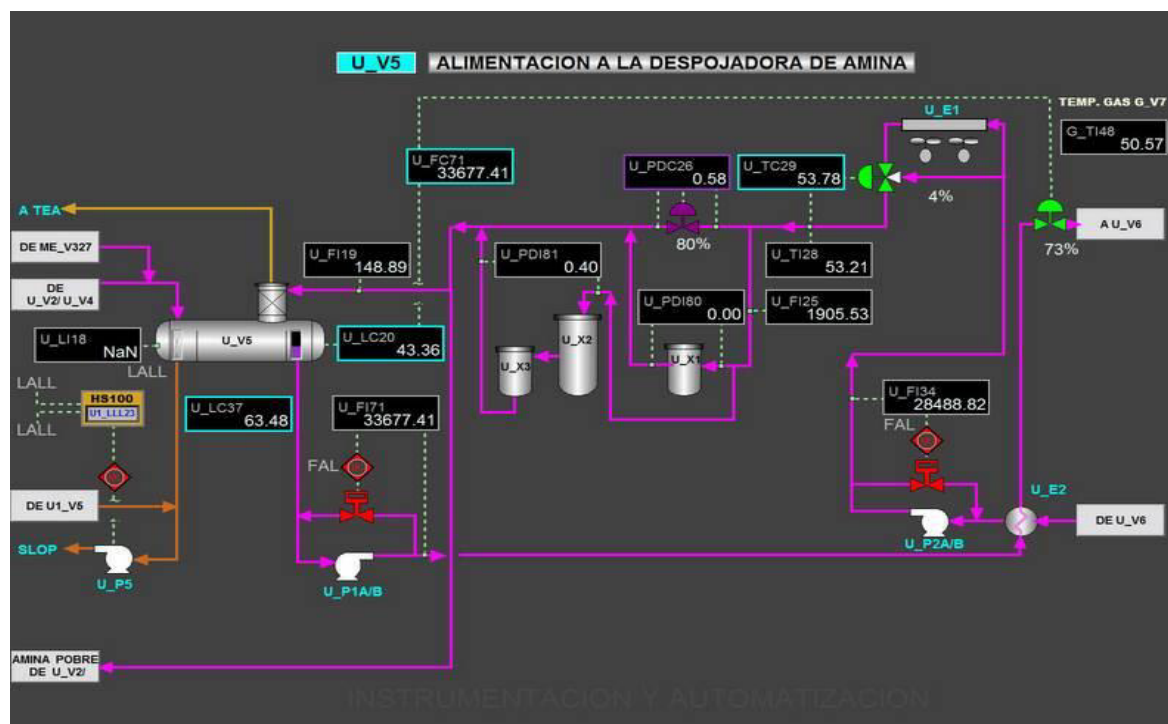 U_V5 ALIMENTACION A LA DESPOJADORA DE AMINA
TEMP. GAS G_V7
G_TI48
50.57
U_E1
U_FC71
33677.41
U_PDC26
0.58
U_TC29
53.78
4%
A TEA
DE ME_V327
DE
U_V2/ U_V4
U_FI19
148.89
U_PDI81
0.40
80%
U_TI28
53.21
73%
A U_V6
U_PDI80
0.00
U_FI25
1905.53
U_LI18
NaN
LALL
U_V5
U_LC20
43.36
U_X3
U_X2
U_X1
LALL
LALL
HS100
U1_LLL23
U_LC37
63.48
U_FI71
33677.41
FAL
U_FI34
28488.82
FAL
DE U1_V5
SLOP
U_P5
U_P1A/B
U_P2A/B
U_E2
DE U_V6
AMINA POBRE
DE U_V2/
INSTRUMENTACION Y AUTOMATIZACION